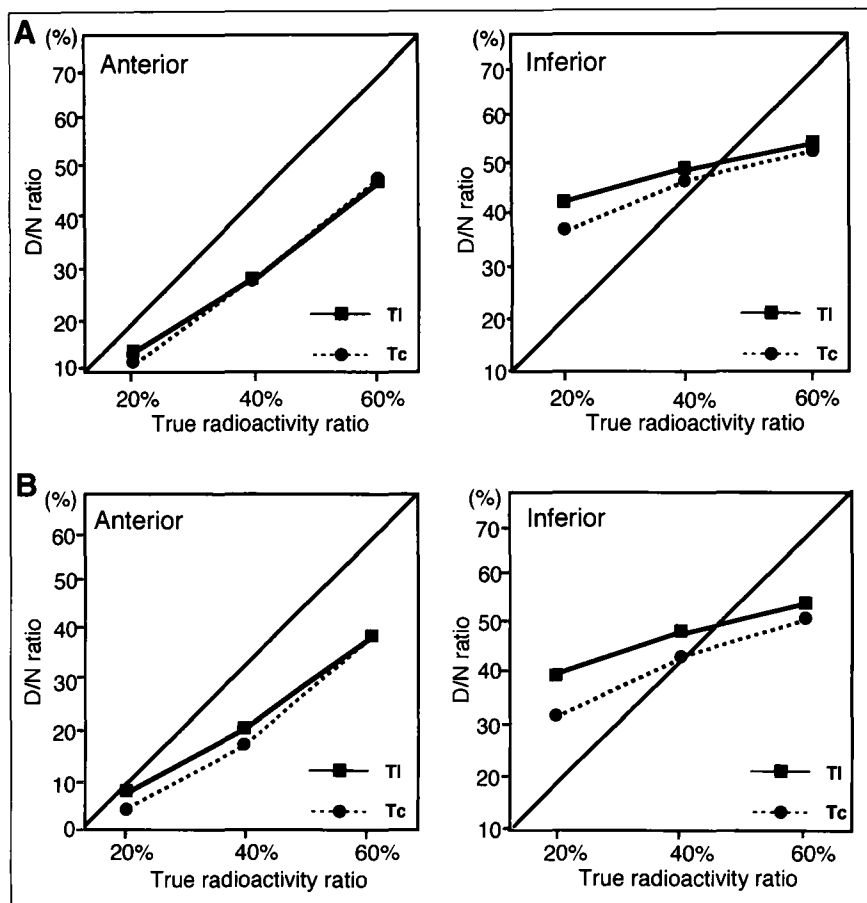 A
(%)
Anterior
70
60
50
40
30
20
10
D/N ratio
Tl
Tc
20%
40%
60%
True radioactivity ratio
(%)
Inferior
70
60
50
40
30
20
10
D/N ratio
Tl
Tc
20%
40%
60%
True radioactivity ratio
B
(%)
Anterior
60
50
40
30
20
10
0
D/N ratio
Tl
Tc
20%
40%
60%
True radioactivity ratio
(%)
Inferior
70
60
50
40
30
20
10
D/N ratio
Tl
Tc
20%
40%
60%
True radioactivity ratio